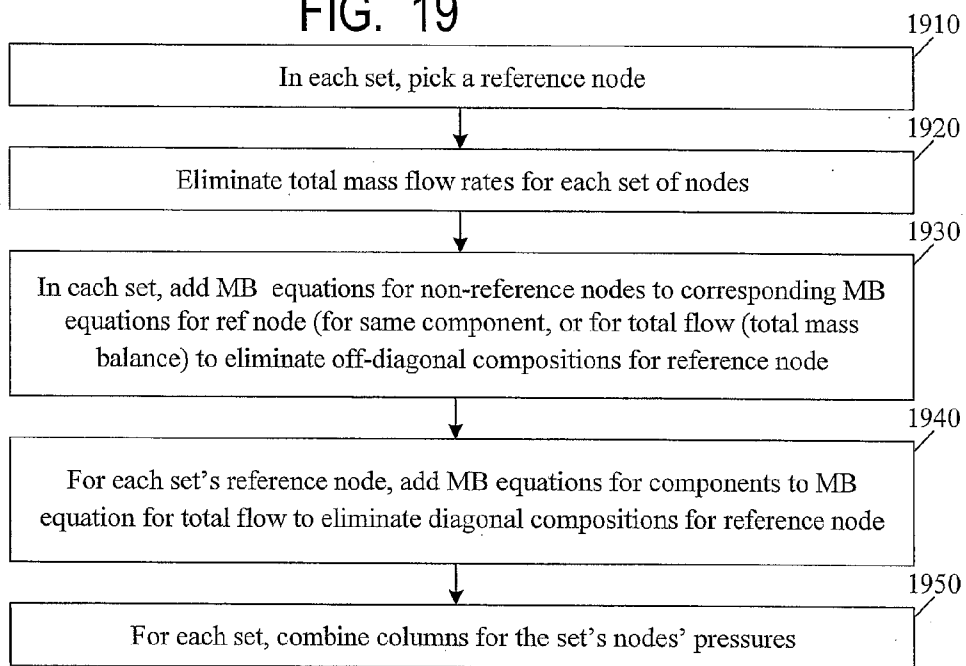 FIG. 19
1910
In each set, pick a reference node
1920
Eliminate total mass flow rates for each set of nodes
1930
In each set, add MB equations for non-reference nodes to corresponding MB
equations for ref node (for same component, or for total flow (total mass
balance) to eliminate off-diagonal compositions for reference node
1940
For each set's reference node, add MB equations for components to MB
equation for total flow to eliminate diagonal compositions for reference node
1950
For each set, combine columns for the set's nodes' pressures